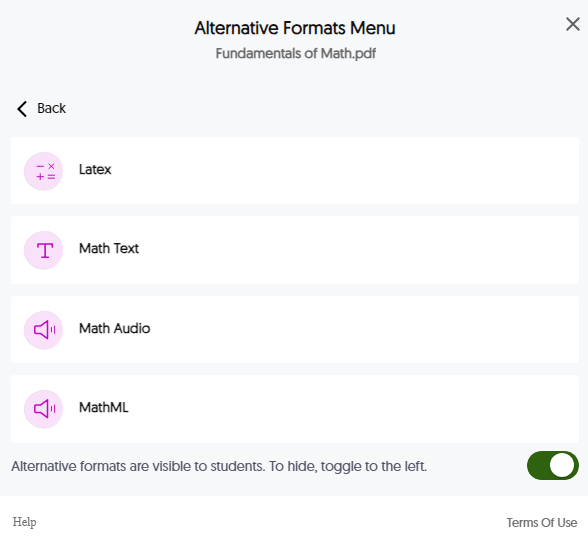 Alternative Formats Menu
Fundamentals of Math.pdf
Back
Latex
Math Text
Math Audio
MathML
Alternative formats are visible to students. To hide, toggle to the left.
Help
Terms Of Use